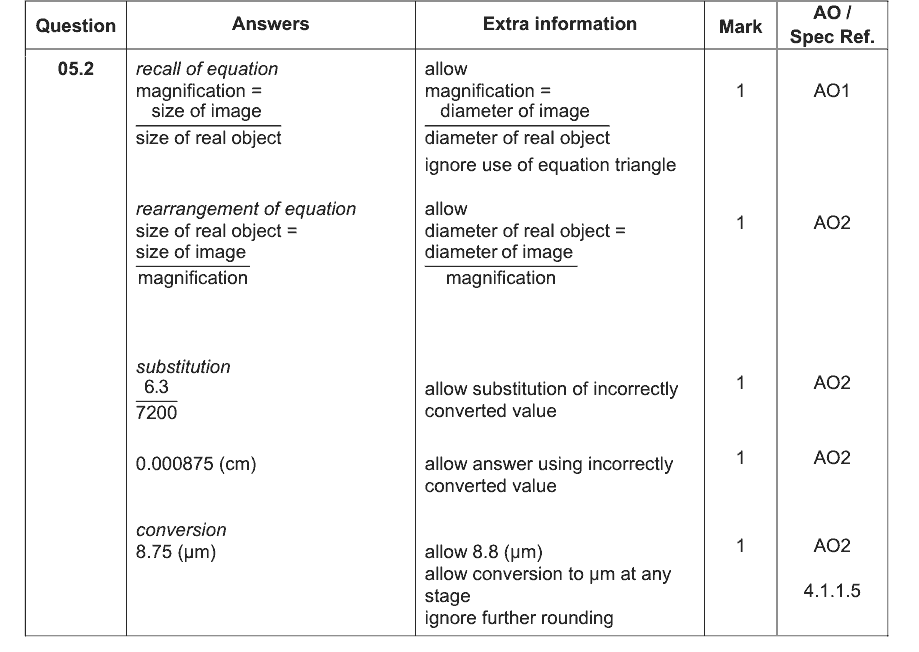 Question Answers Extra information Mark AO /
Spec Ref.
05.2 recall of equation allow
magnification = magnification = 1 AO1
size of image diameter of image
size of real object diameter of real object
ignore use of equation triangle
rearrangement of equation allow
size of real object = diameter of real object = 1 AO2
size of image diameter of image
magnification magnification
substitution
6.3 allow substitution of incorrectly 1 AO2
7200 converted value
0.000875 (cm) allow answer using incorrectly 1 AO2
converted value
conversion
8.75 (µm) allow 8.8 (µm) 1 AO2
allow conversion to µm at any
stage 4.1.1.5
ignore further rounding